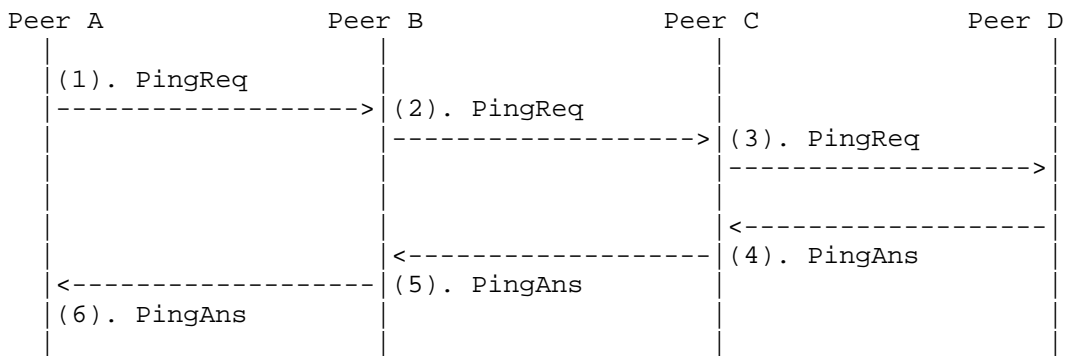 Peer A Peer B Peer C Peer D
(1). PingReq
(2). PingReq
(3). PingReq
(4). PingAns
(5). PingAns
(6). PingAns